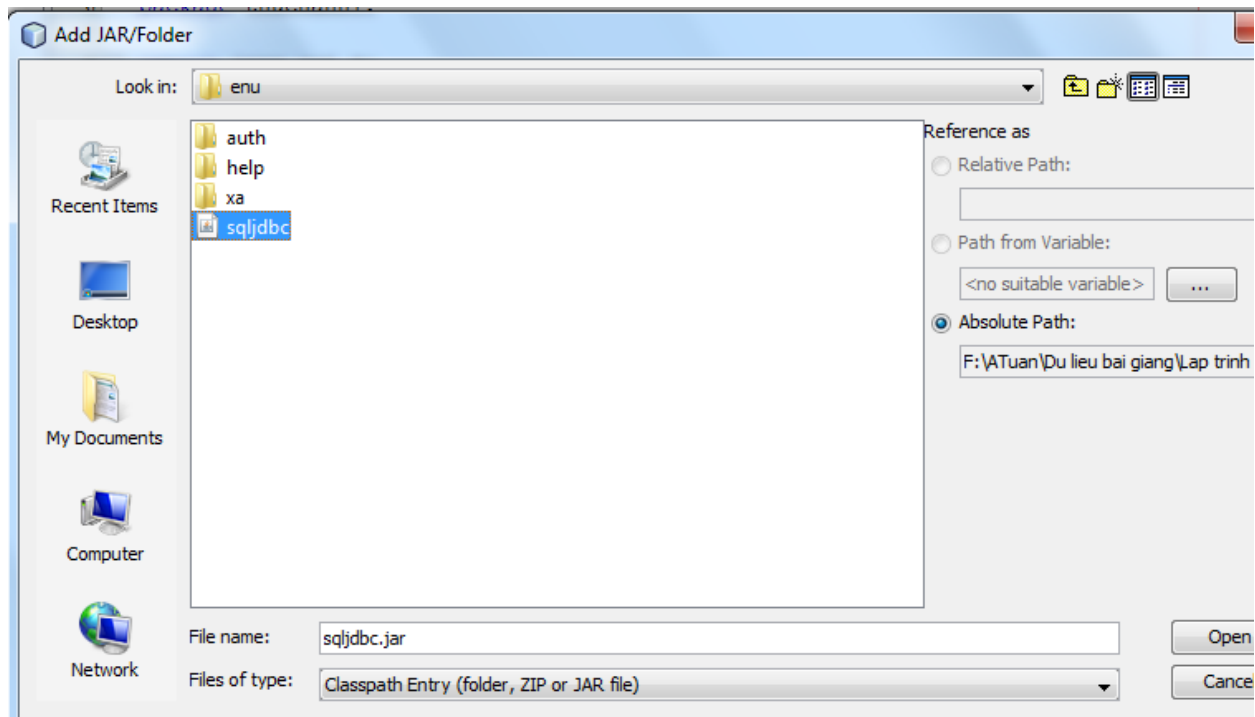 Add JAR/Folder
Look in:
enu
auth
help
xa
sqljdbc
Recent Items
Desktop
My Documents
Computer
Network
Reference as
Relative Path:
Path from Variable:
<no suitable variable>
...
Absolute Path:
F:\ATuan\Du lieu bai giang\Lap trinh
File name:
sqljdbc.jar
Open
Files of type:
Classpath Entry (folder, ZIP or JAR file)
Cancel